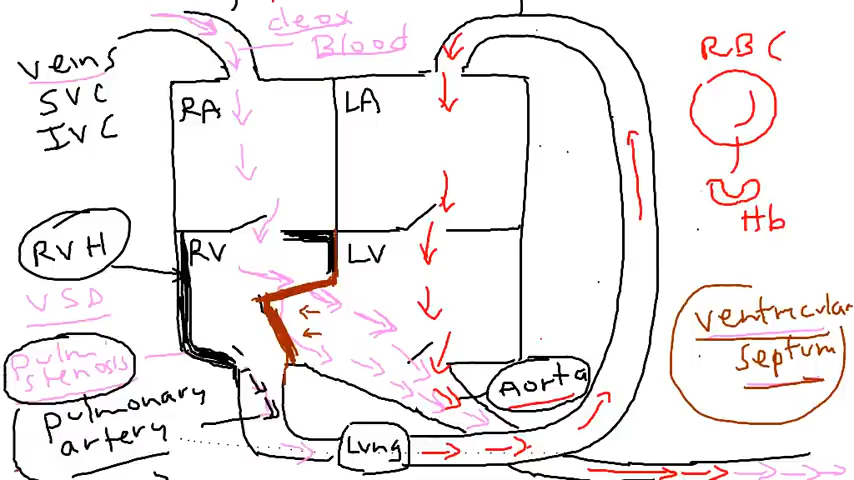 deox
Blood
veins
SVC
IVC
RA
LA
RBC
Hb
RVH
RV
LV
VSD
pulm
stenosis
pulmonary
artery
Lung
Aorta
ventricular
septum